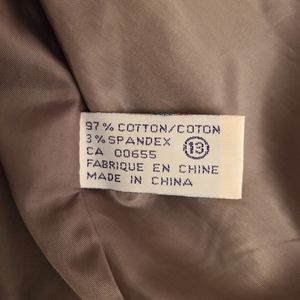 97% COTTON/COTON
3% SPANDEX 13
CA 00655
FABRIQUE EN CHINE
MADE IN CHINA